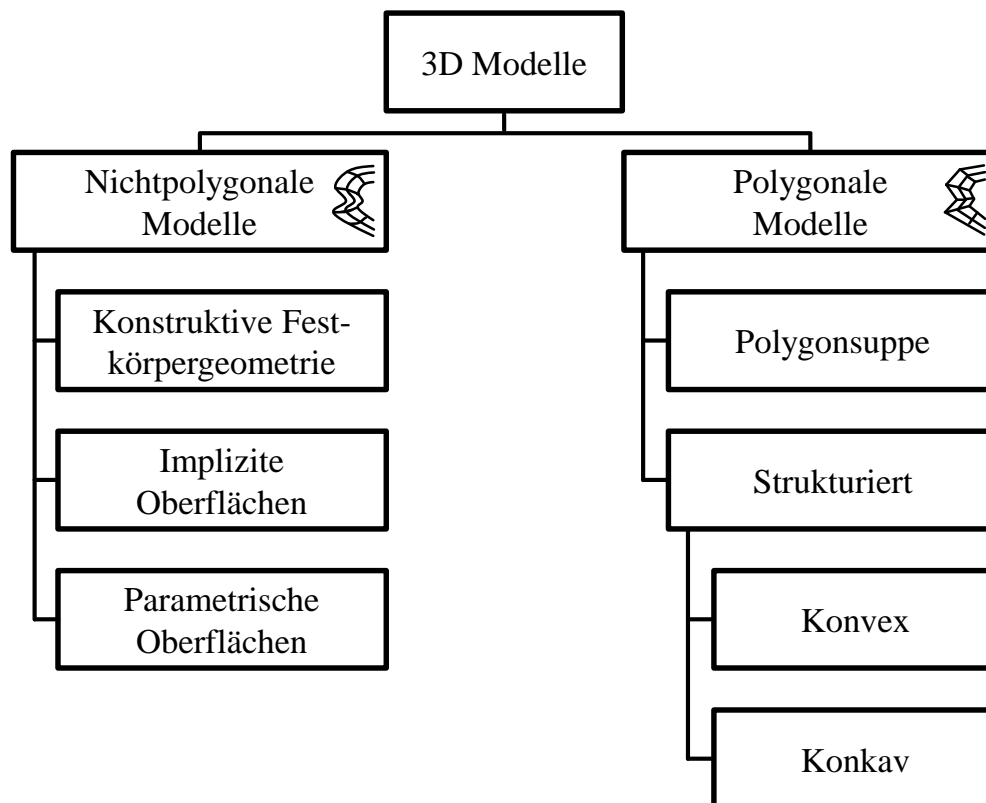 3D Modelle
Nichtpolygonale
Modelle
Konstruktive Fest-
körpergeometrie
Implizite
Oberflächen
Parametrische
Oberflächen
Polygonale
Modelle
Polygonsuppe
Strukturiert
Konvex
Konkav